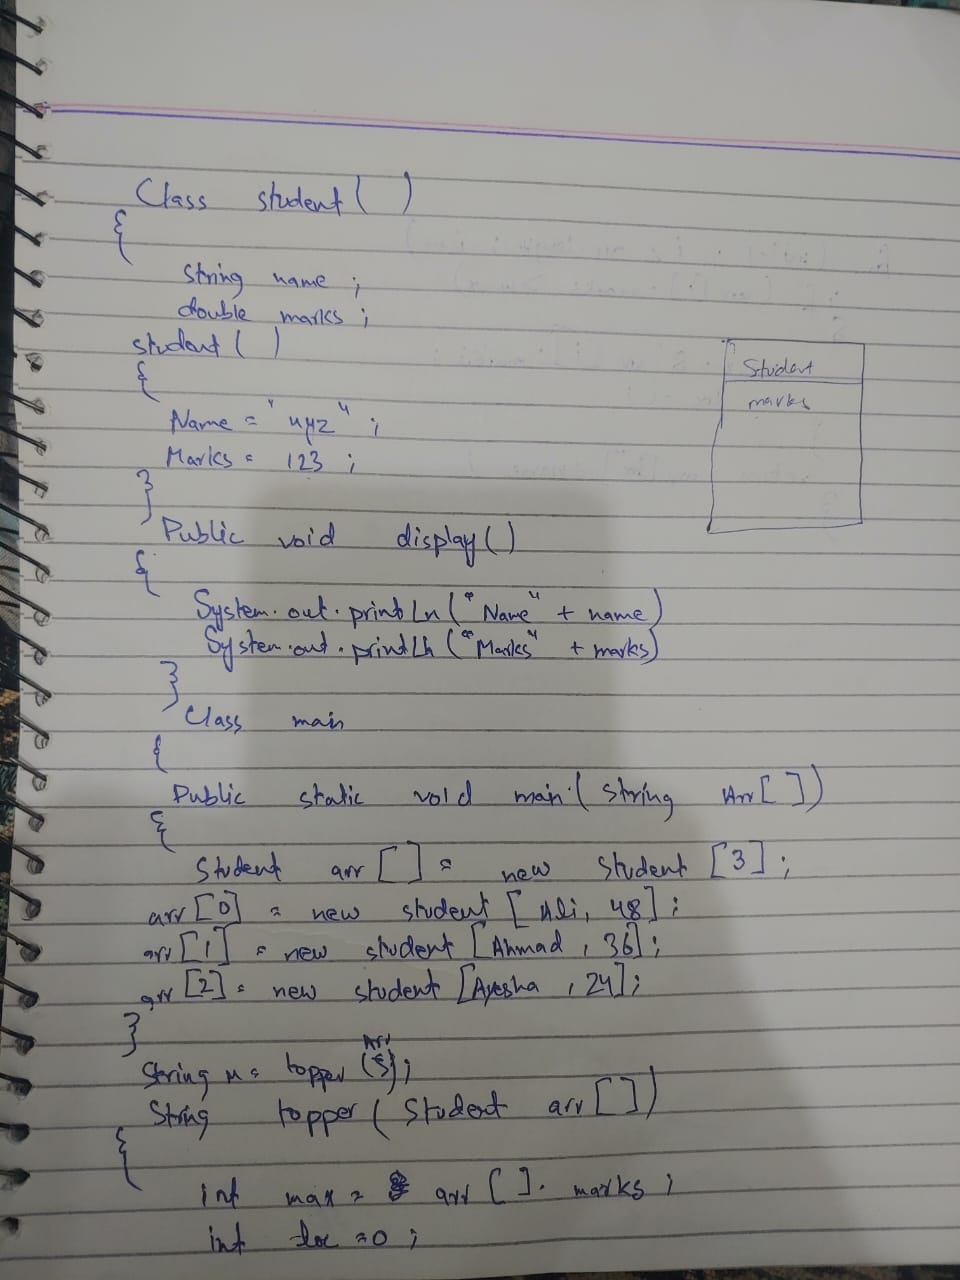 Class student ( )
{
string name ;
double marks ;
student ( )
{
Name = "xyz" ;
Marks = 123 ;
}
Public void display ()
{
System.out.println ("Name" + name)
System.out.println ("Marks" + marks)
}
Class main
{
Public static void main (string Arr [ ])
{
Student arr [ ] = new student [3] ;
arr [0] = new student [Ali, 48] ;
arr [1] = new student [Ahmad , 36] ;
arr [2] = new student [Ayesha , 24] ;
}
String = topper (Arr) ;
String topper (Student arr [ ])
{
int max = arr [ ]. marks ;
int loc = 0 ;
Student
marks